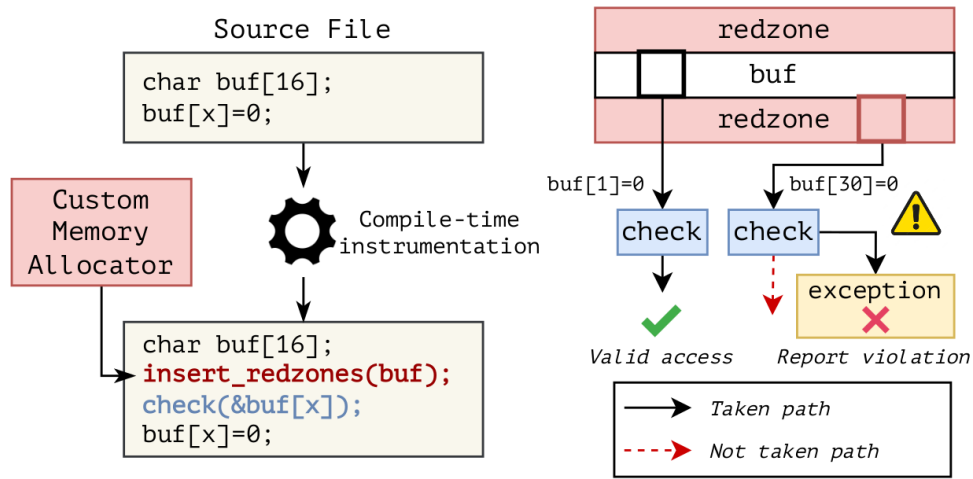 Source File
char buf[16];
buf[x]=0;
Custom
Memory
Allocator
Compile-time
instrumentation
char buf[16];
insert_redzones(buf);
check(&buf[x]);
buf[x]=0;
redzone
buf
redzone
buf[1]=0
buf[30]=0
check
check
exception
Valid access
Report violation
Taken path
Not taken path